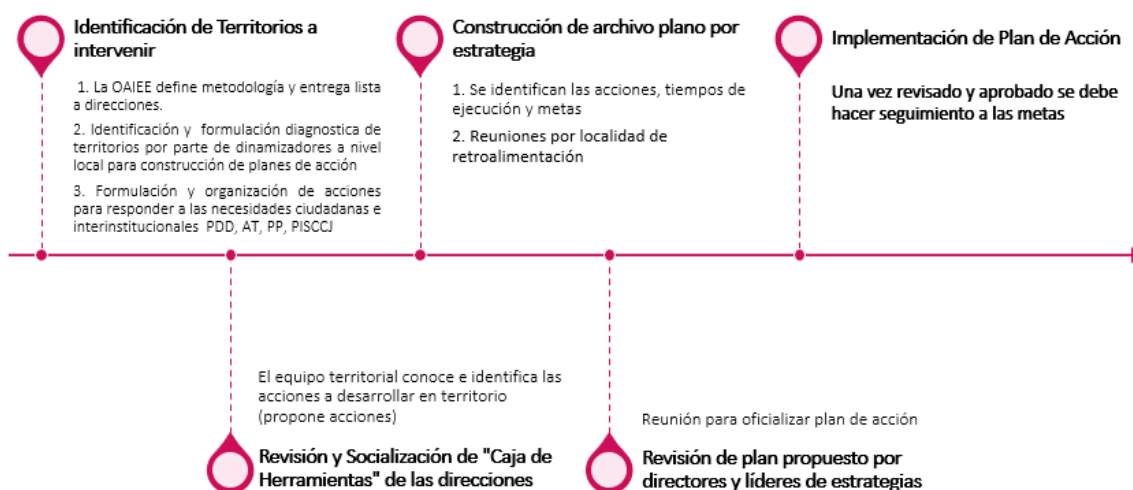 Identificación de Territorios a
intervenir
1. La OAIEE define metodología y entrega lista
a direcciones.
2. Identificación y formulación diagnostica de
territorios por parte de dinamizadores a nivel
local para construcción de planes de acción
3. Formulación y organización de acciones
para responder a las necesidades ciudadanas e
interinstitucionales PDD, AT, PP, PISCCJ
Construcción de archivo plano por
estrategia
1. Se identifican las acciones, tiempos de
ejecución y metas
2. Reuniones por localidad de
retroalimentación
Implementación de Plan de Acción
Una vez revisado y aprobado se debe
hacer seguimiento a las metas
El equipo territorial conoce e identifica las
acciones a desarrollar en territorio
(propone acciones)
Revisión y Socialización de "Caja de
Herramientas" de las direcciones
Reunión para oficializar plan de acción
Revisión de plan propuesto por
directores y líderes de estrategias